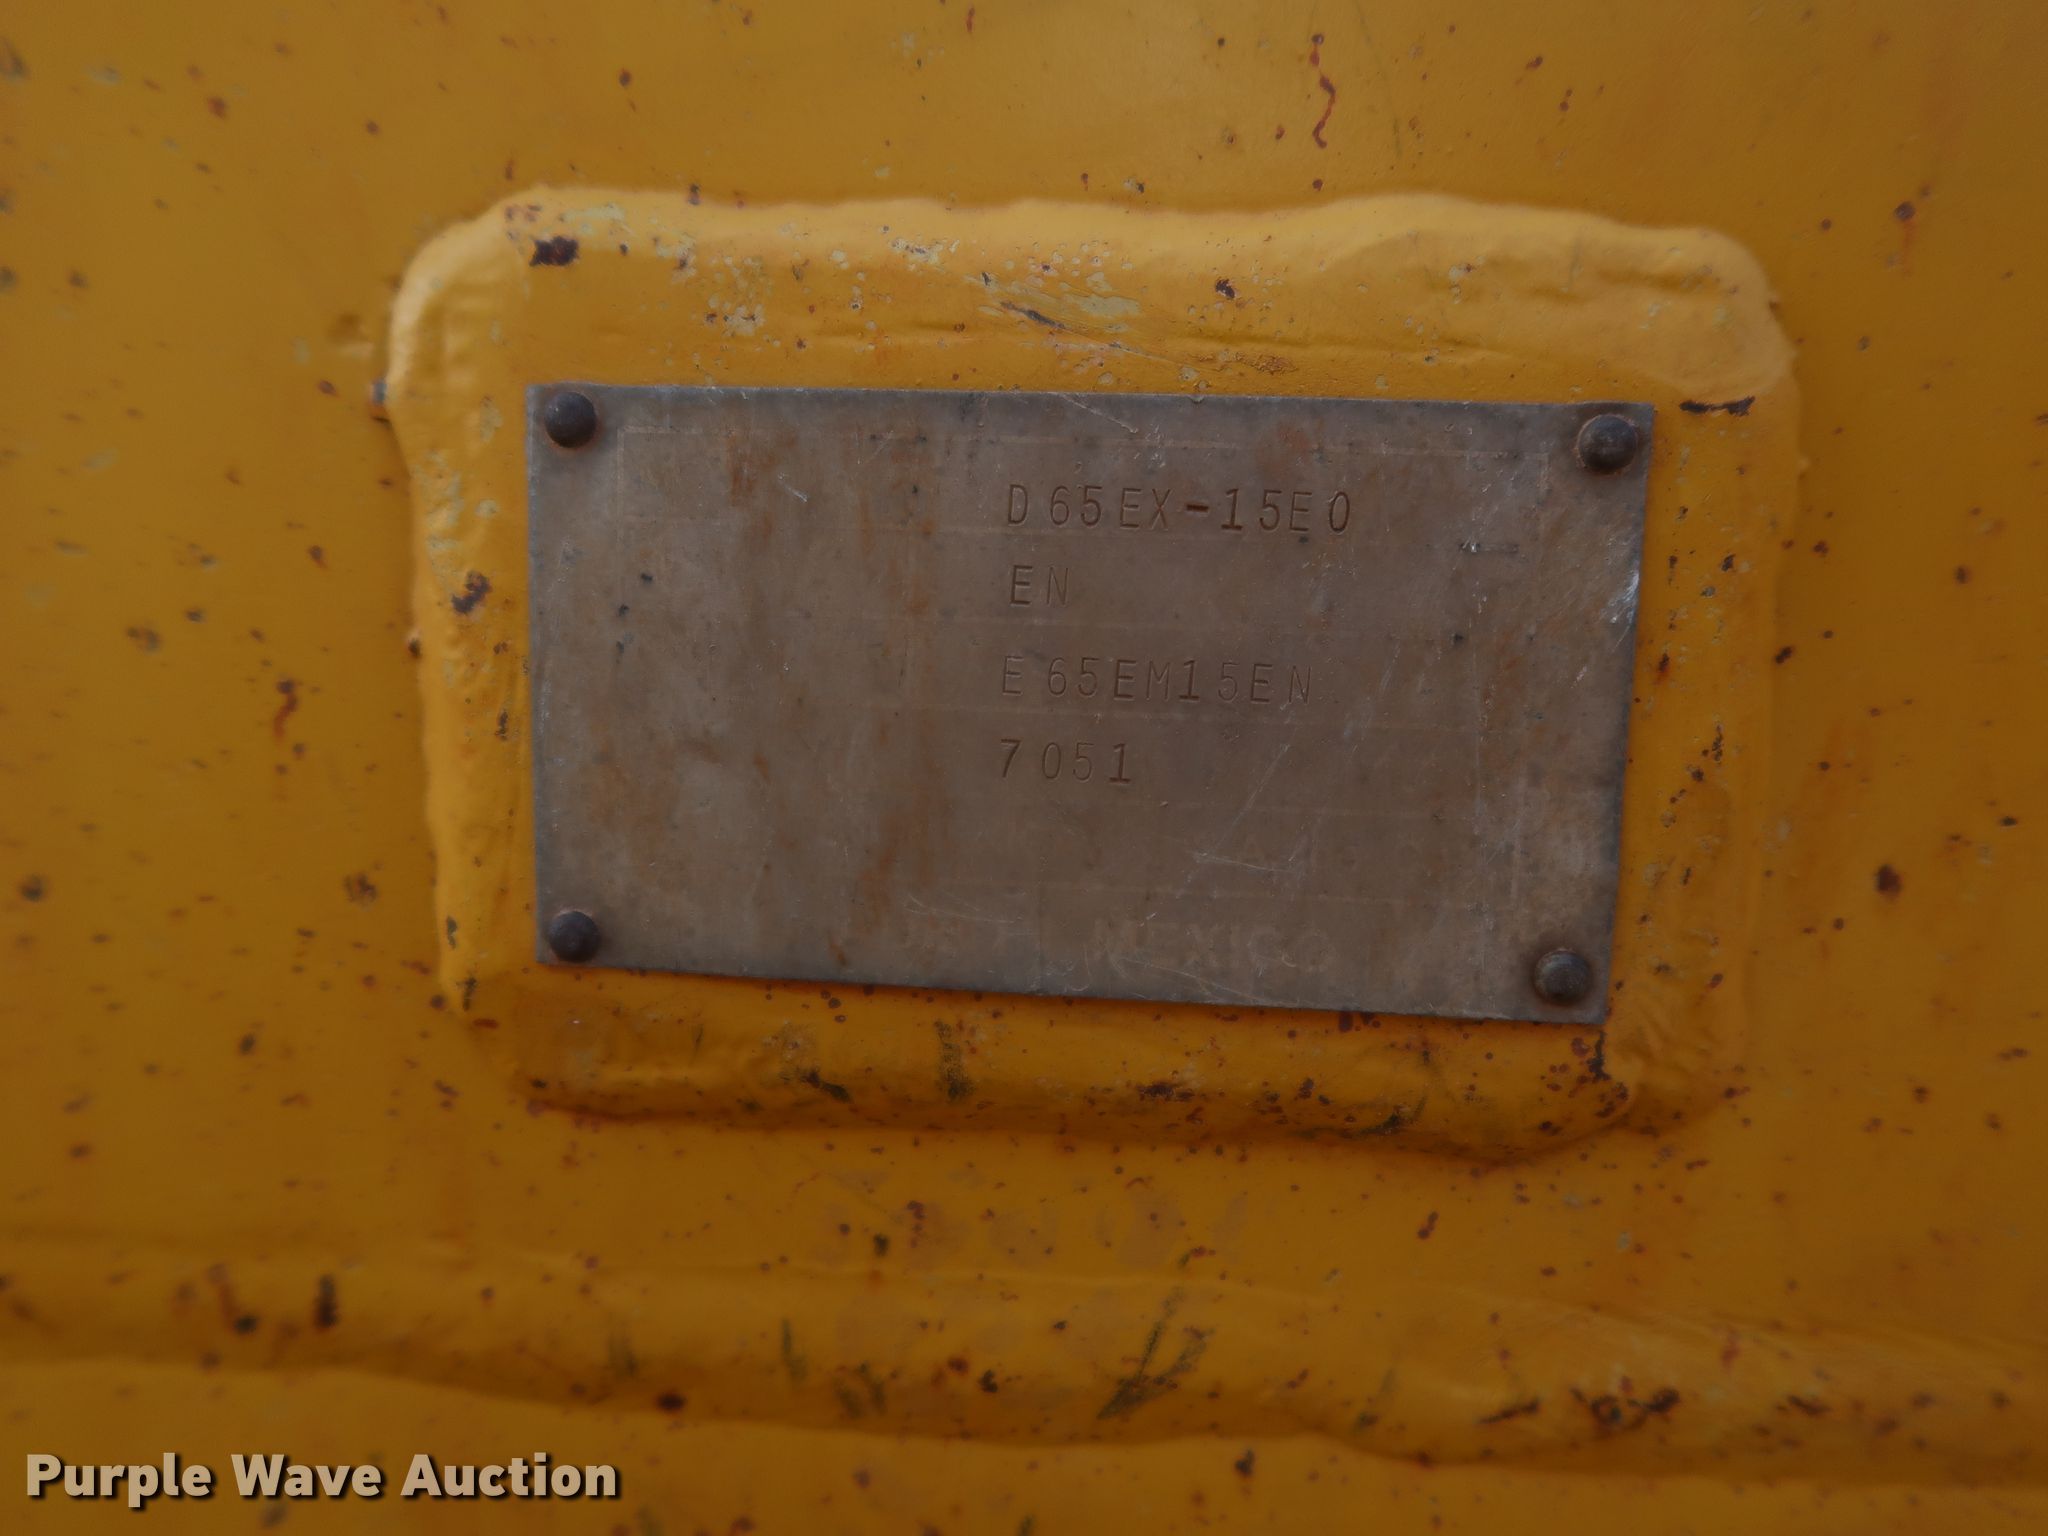 D65EX-15E0
EN
E65EM15EN
7051
MEXICO
Purple Wave Auction